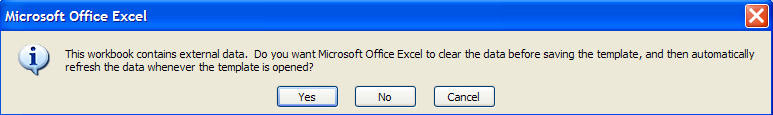 Microsoft Office Excel
This workbook contains external data. Do you want Microsoft Office Excel to clear the data before saving the template, and then automatically
refresh the data whenever the template is opened?
Yes No Cancel